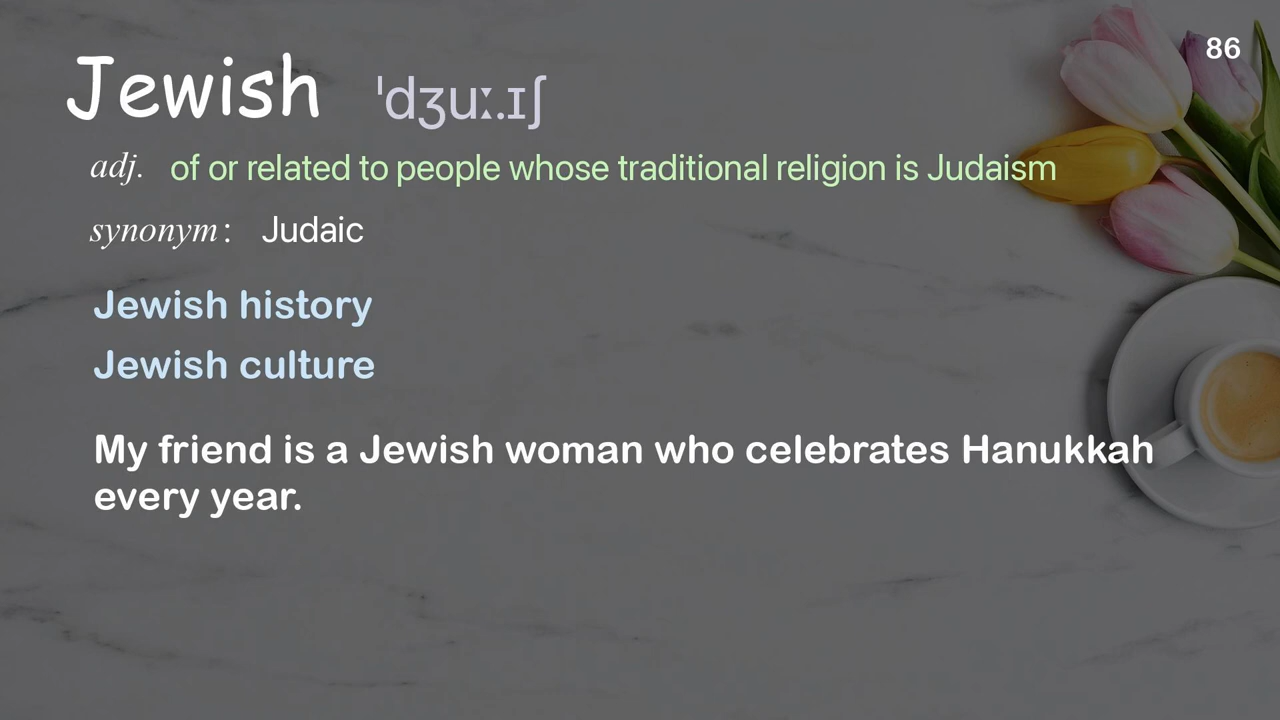 86
Jewish ˈdʒuː.ɪʃ
adj. of or related to people whose traditional religion is Judaism
synonym : Judaic
Jewish history
Jewish culture
My friend is a Jewish woman who celebrates Hanukkah
every year.